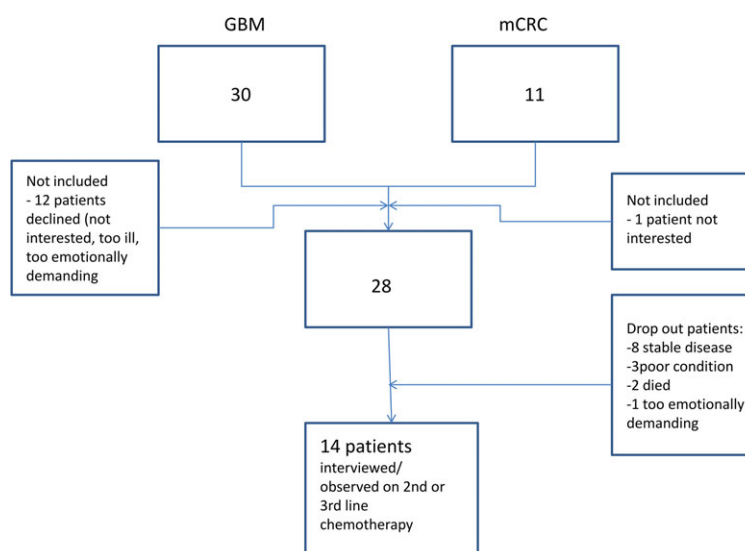 GBM
mCRC
30
11
Not included
- 12 patients
declined (not
interested, too ill,
too emotionally
demanding
Not included
- 1 patient not
interested
28
Drop out patients:
-8 stable disease
-3poor condition
-2 died
-1 too emotionally
demanding
14 patients
interviewed/
observed on 2nd or
3rd line
chemotherapy